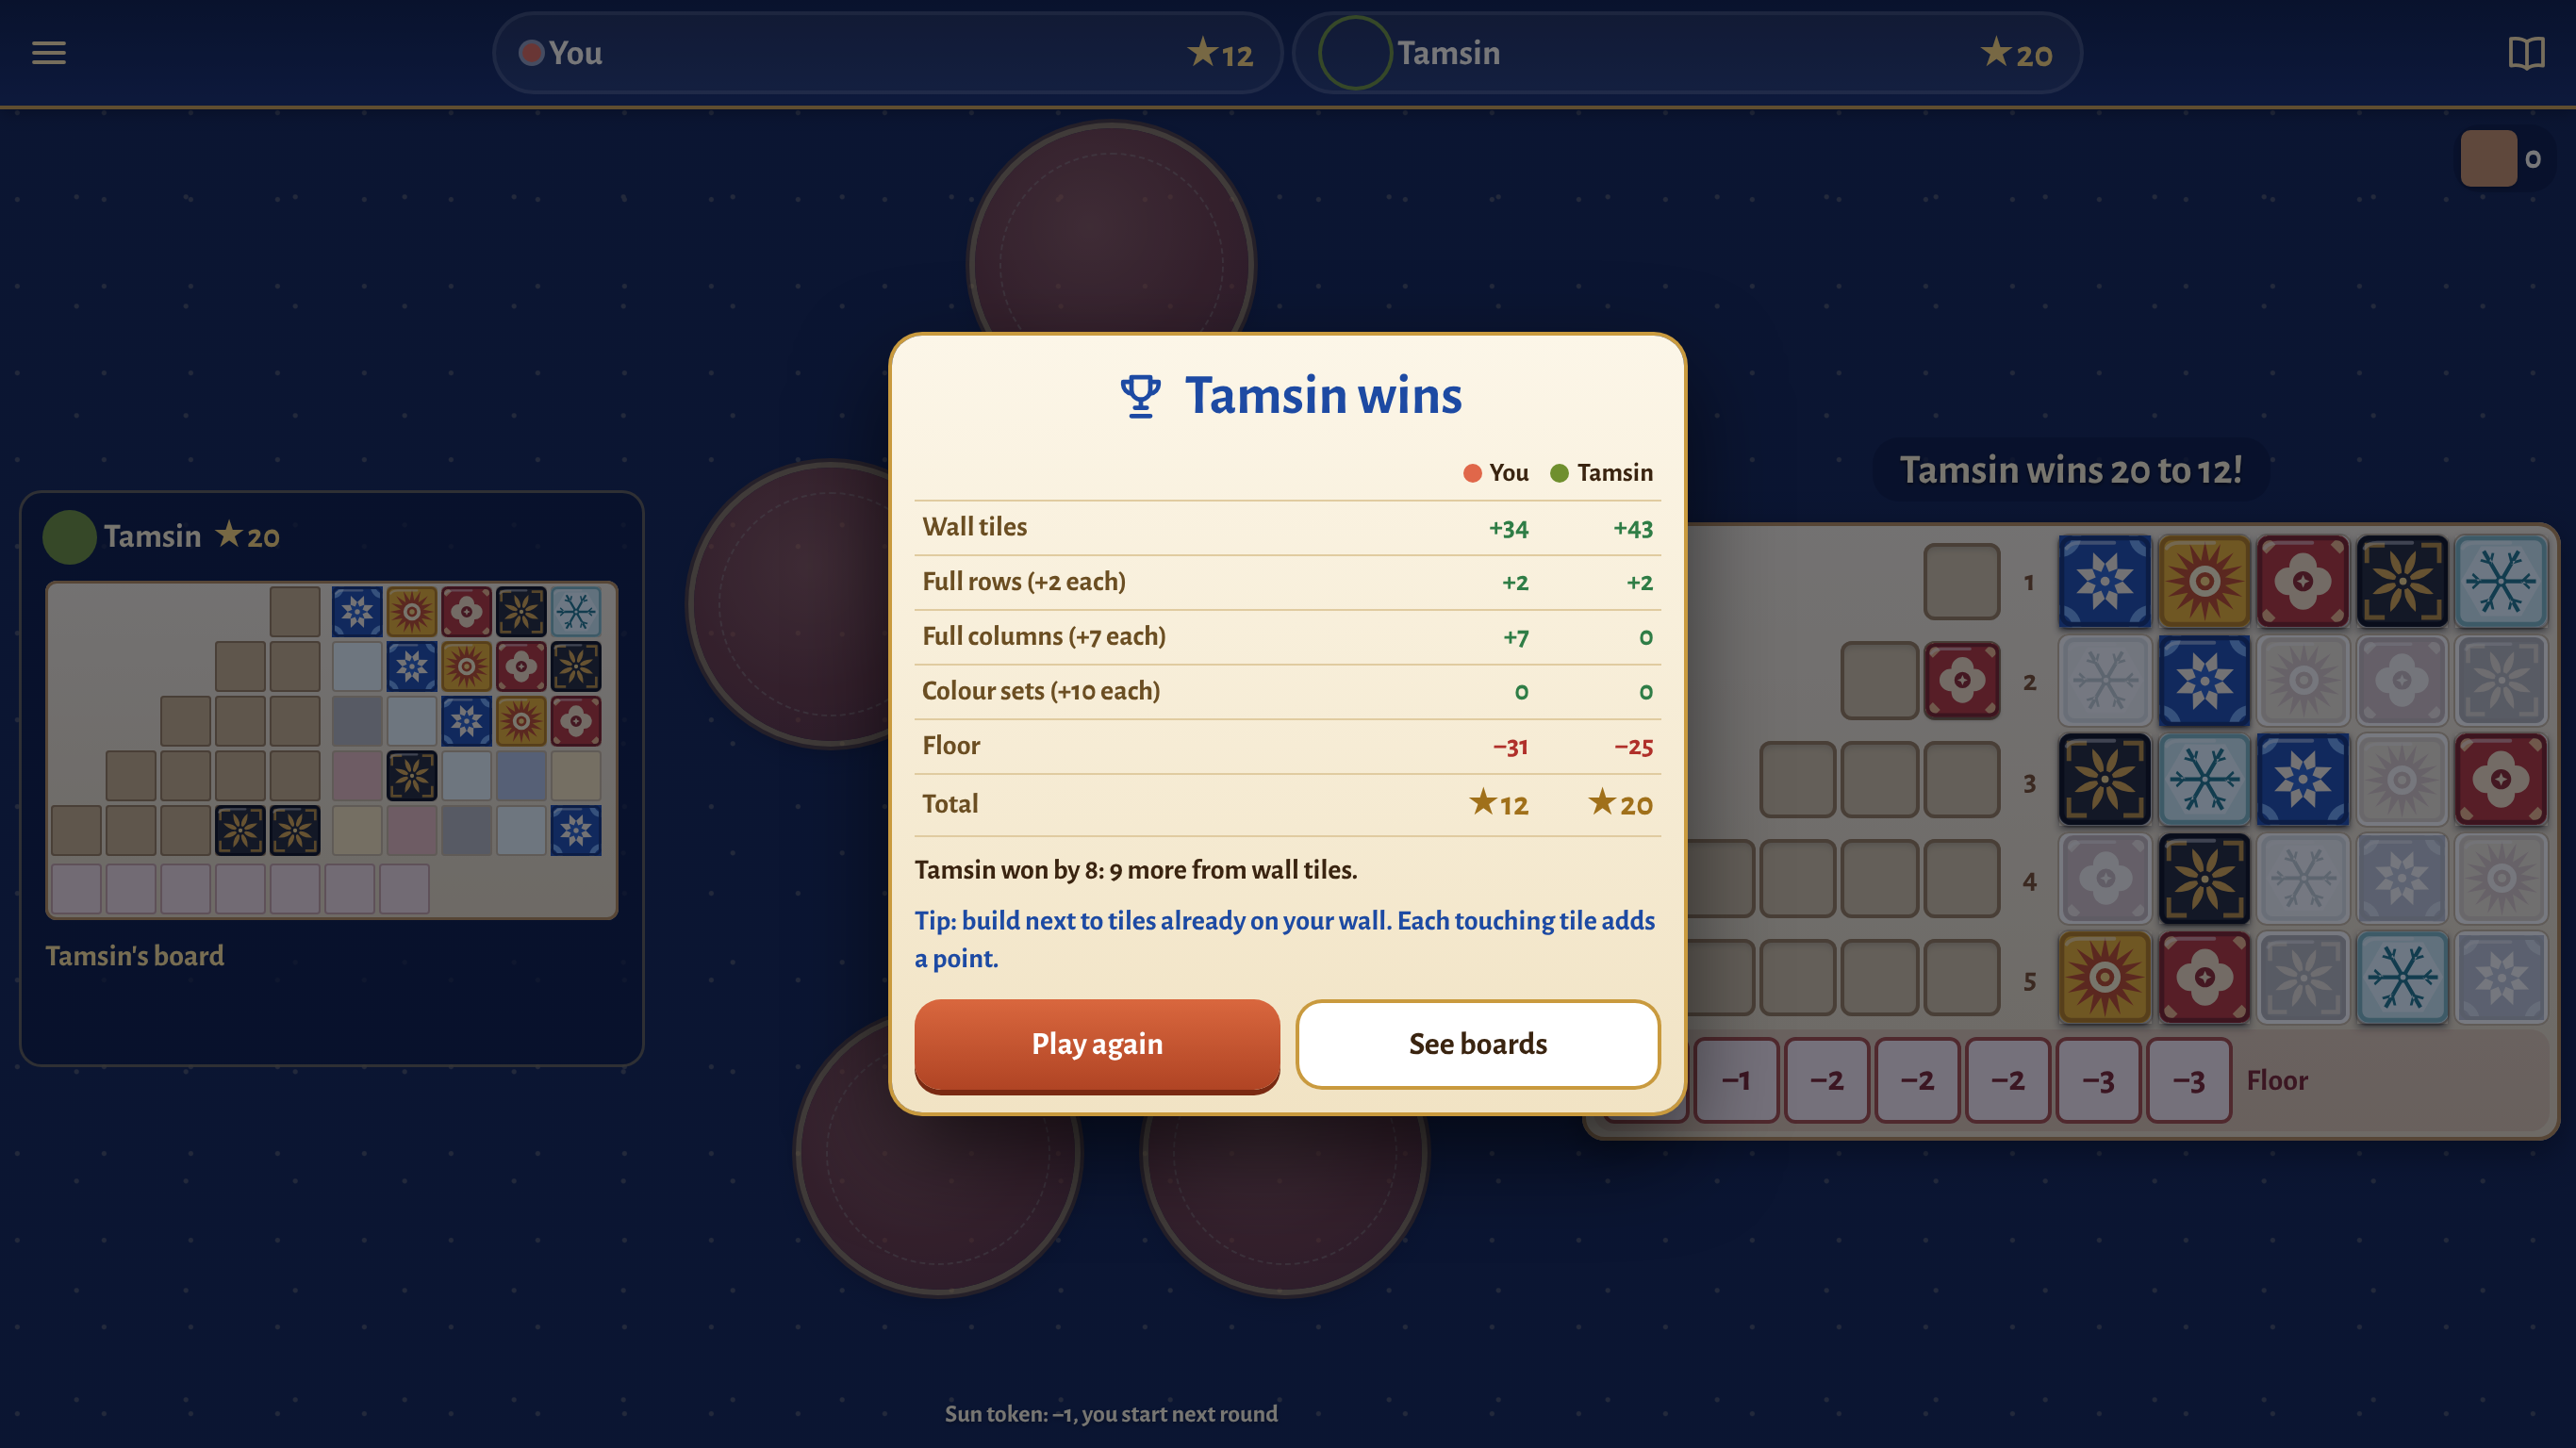 You ★12
Tamsin ★20
0
Tamsin wins
You Tamsin
Wall tiles +34 +43
Full rows (+2 each) +2 +2
Full columns (+7 each) +7 0
Colour sets (+10 each) 0 0
Floor −31 −25
Total ★12 ★20
Tamsin won by 8: 9 more from wall tiles.
Tip: build next to tiles already on your wall. Each touching tile adds
a point.
Play again
See boards
Tamsin ★20
Tamsin's board
Tamsin wins 20 to 12!
1
2
3
4
5
−1 −2 −2 −2 −3 −3 Floor
Sun token: −1, you start next round